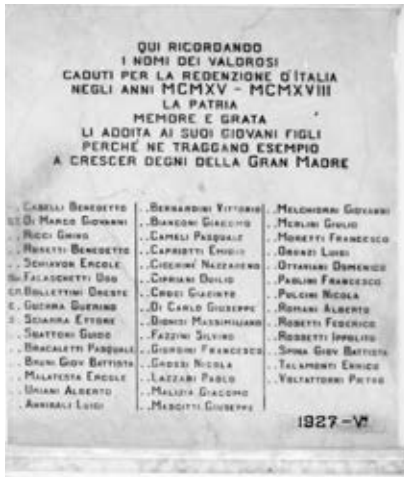 QUI RICORDANDO
I NOMI DEI VALOROSI
CADUTI PER LA REDENZIONE D'ITALIA
NEGLI ANNI MCMXV - MCMXVIII
LA PATRIA
MEMORE E GRATA
LI ADDITA AI SUOI GIOVANI FIGLI
PERCHÈ NE TRAGGANO ESEMPIO
A CRESCER DEGNI DELLA GRAN MADRE
CASELLI BENEDETTO
DI MARCO GIOVANNI
RICCI GHINO
ROSETTI BENEDETTO
SCHIAVON ERCOLE
FALASCHETTI UGO
BOLLETTINI ORESTE
GUERRA GUERINO
SCIARRA ETTORE
SBATTONI GUIDO
BRACALETTI PASQUALE
BRUNI GIOV BATTISTA
MALATESTA ERCOLE
URIANI ALBERTO
ANNIBALI LUIGI
BERNARDINI VITTORIO
BIANCONI GIACOMO
CAMELI PASQUALE
CAPRIOTTI EMIDIO
CICCHINI NAZZARENO
CIPRIANI DUILIO
CROCI GIACINTO
DI CARLO GIUSEPPE
DIONISI MASSIMILIANO
FAZZINI SILVINO
GIORGINI FRANCESCO
GROSSI NICOLA
LAZZARI PAOLO
MALIZIA GIACOMO
MASCITTI GIUSEPPE
MELCHIORRI GIOVANNI
MERLINI GIULIO
MORETTI FRANCESCO
ORONZI LUIGI
OTTAVIANI DOMENICO
PAOLINI FRANCESCO
PULCINI NICOLA
ROMANI ALBERTO
ROSETTI FEDERICO
ROSSETTI IPPOLITO
SPINA GIOV BATTISTA
TALAMONTI ENRICO
VOLTATTORNI PIETRO
1927-V°